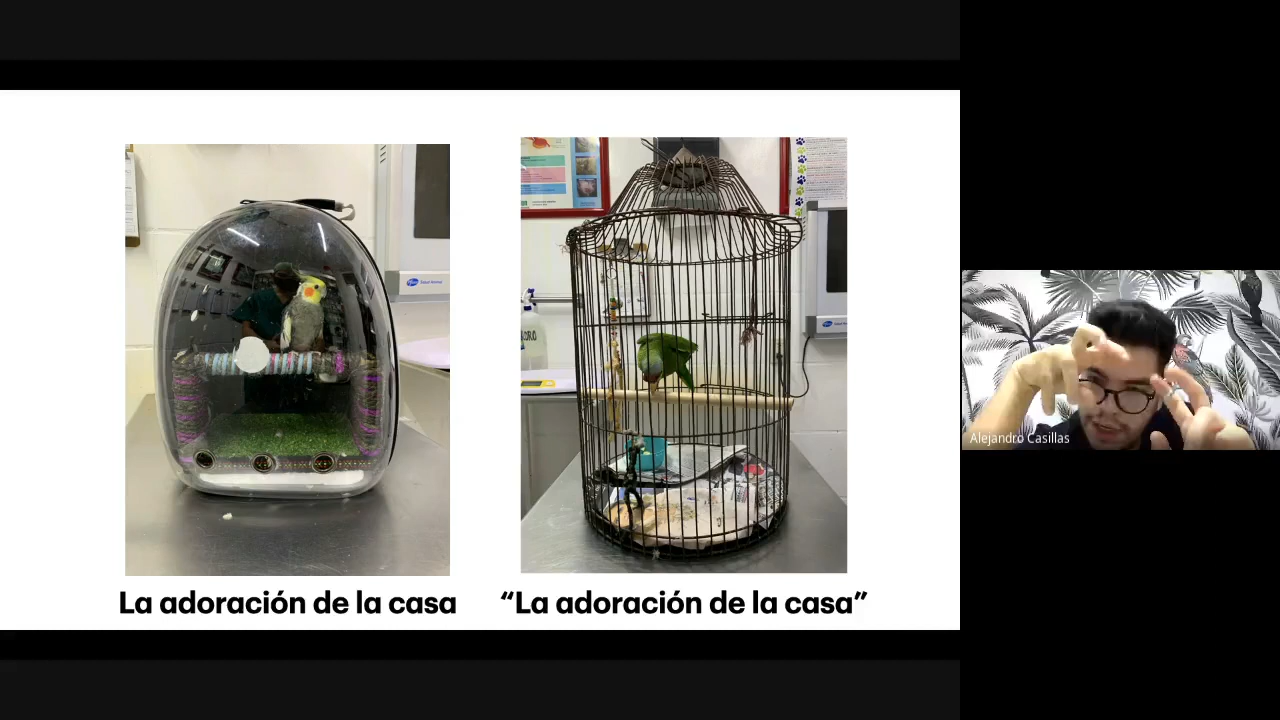 La adoración de la casa
“La adoración de la casa”
Alejandro Casillas